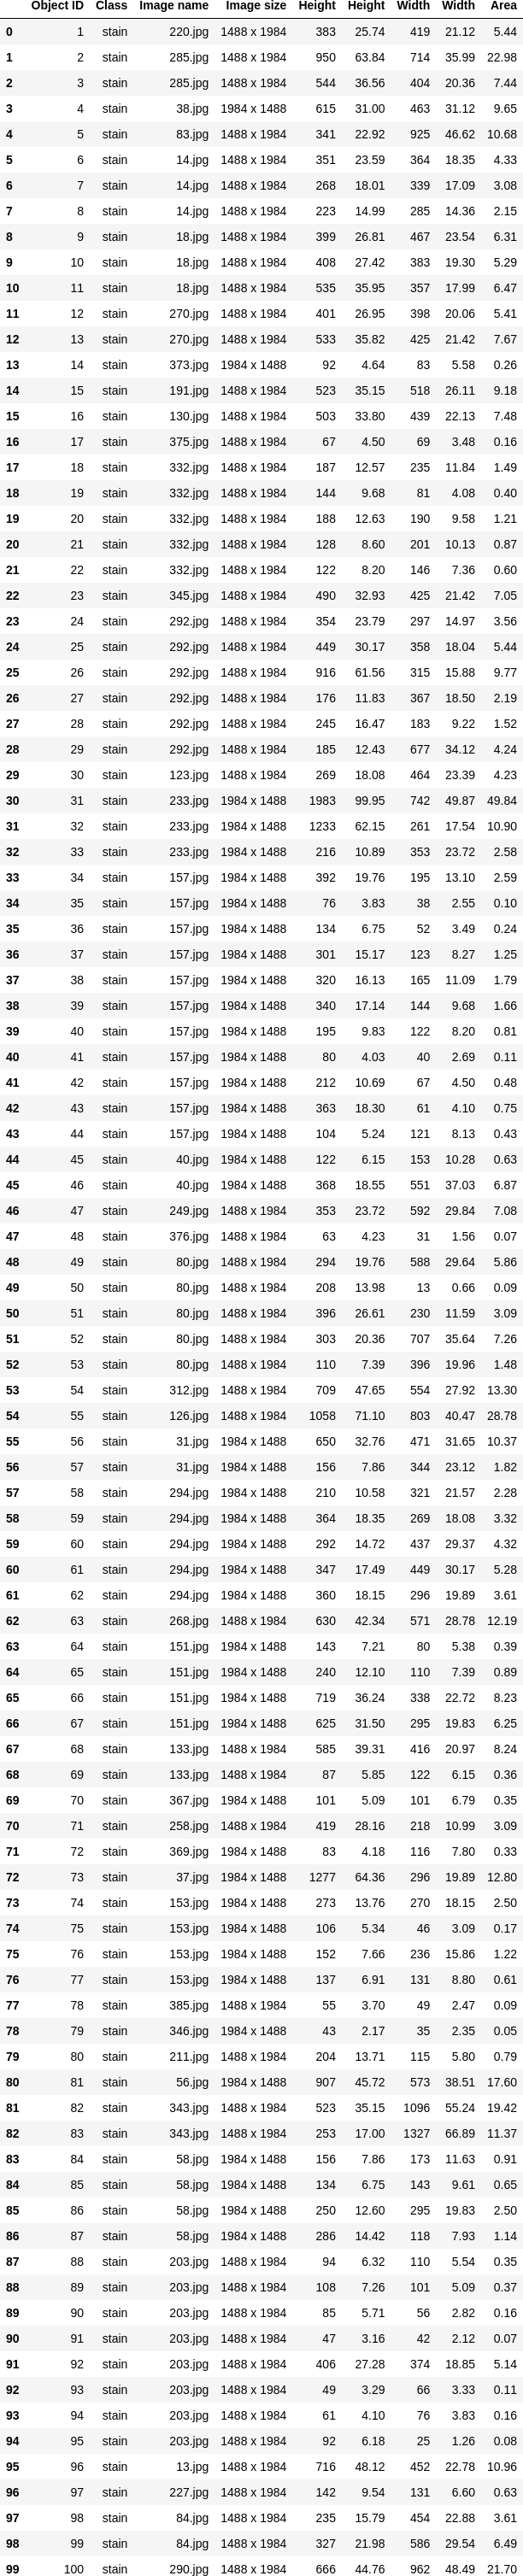 Object ID Class Image name Image size Height Height Width Width Area
0 1 stain 220.jpg 1488 x 1984 383 25.74 419 21.12 5.44
1 2 stain 285.jpg 1488 x 1984 950 63.84 714 35.99 22.98
2 3 stain 285.jpg 1488 x 1984 544 36.56 404 20.36 7.44
3 4 stain 38.jpg 1984 x 1488 615 31.00 463 31.12 9.65
4 5 stain 83.jpg 1488 x 1984 341 22.92 925 46.62 10.68
5 6 stain 14.jpg 1488 x 1984 351 23.59 364 18.35 4.33
6 7 stain 14.jpg 1488 x 1984 268 18.01 339 17.09 3.08
7 8 stain 14.jpg 1488 x 1984 223 14.99 285 14.36 2.15
8 9 stain 18.jpg 1488 x 1984 399 26.81 467 23.54 6.31
9 10 stain 18.jpg 1488 x 1984 408 27.42 383 19.30 5.29
10 11 stain 18.jpg 1488 x 1984 535 35.95 357 17.99 6.47
11 12 stain 270.jpg 1488 x 1984 401 26.95 398 20.06 5.41
12 13 stain 270.jpg 1488 x 1984 533 35.82 425 21.42 7.67
13 14 stain 373.jpg 1984 x 1488 92 4.64 83 5.58 0.26
14 15 stain 191.jpg 1488 x 1984 523 35.15 518 26.11 9.18
15 16 stain 130.jpg 1488 x 1984 503 33.80 439 22.13 7.48
16 17 stain 375.jpg 1488 x 1984 67 4.50 69 3.48 0.16
17 18 stain 332.jpg 1488 x 1984 187 12.57 235 11.84 1.49
18 19 stain 332.jpg 1488 x 1984 144 9.68 81 4.08 0.40
19 20 stain 332.jpg 1488 x 1984 188 12.63 190 9.58 1.21
20 21 stain 332.jpg 1488 x 1984 128 8.60 201 10.13 0.87
21 22 stain 332.jpg 1488 x 1984 122 8.20 146 7.36 0.60
22 23 stain 345.jpg 1488 x 1984 490 32.93 425 21.42 7.05
23 24 stain 292.jpg 1488 x 1984 354 23.79 297 14.97 3.56
24 25 stain 292.jpg 1488 x 1984 449 30.17 358 18.04 5.44
25 26 stain 292.jpg 1488 x 1984 916 61.56 315 15.88 9.77
26 27 stain 292.jpg 1488 x 1984 176 11.83 367 18.50 2.19
27 28 stain 292.jpg 1488 x 1984 245 16.47 183 9.22 1.52
28 29 stain 292.jpg 1488 x 1984 185 12.43 677 34.12 4.24
29 30 stain 123.jpg 1488 x 1984 269 18.08 464 23.39 4.23
30 31 stain 233.jpg 1984 x 1488 1983 99.95 742 49.87 49.84
31 32 stain 233.jpg 1984 x 1488 1233 62.15 261 17.54 10.90
32 33 stain 233.jpg 1984 x 1488 216 10.89 353 23.72 2.58
33 34 stain 157.jpg 1984 x 1488 392 19.76 195 13.10 2.59
34 35 stain 157.jpg 1984 x 1488 76 3.83 38 2.55 0.10
35 36 stain 157.jpg 1984 x 1488 134 6.75 52 3.49 0.24
36 37 stain 157.jpg 1984 x 1488 301 15.17 123 8.27 1.25
37 38 stain 157.jpg 1984 x 1488 320 16.13 165 11.09 1.79
38 39 stain 157.jpg 1984 x 1488 340 17.14 144 9.68 1.66
39 40 stain 157.jpg 1984 x 1488 195 9.83 122 8.20 0.81
40 41 stain 157.jpg 1984 x 1488 80 4.03 40 2.69 0.11
41 42 stain 157.jpg 1984 x 1488 212 10.69 67 4.50 0.48
42 43 stain 157.jpg 1984 x 1488 363 18.30 61 4.10 0.75
43 44 stain 157.jpg 1984 x 1488 104 5.24 121 8.13 0.43
44 45 stain 40.jpg 1984 x 1488 122 6.15 153 10.28 0.63
45 46 stain 40.jpg 1984 x 1488 368 18.55 551 37.03 6.87
46 47 stain 249.jpg 1488 x 1984 353 23.72 592 29.84 7.08
47 48 stain 376.jpg 1488 x 1984 63 4.23 31 1.56 0.07
48 49 stain 80.jpg 1488 x 1984 294 19.76 588 29.64 5.86
49 50 stain 80.jpg 1488 x 1984 208 13.98 13 0.66 0.09
50 51 stain 80.jpg 1488 x 1984 396 26.61 230 11.59 3.09
51 52 stain 80.jpg 1488 x 1984 303 20.36 707 35.64 7.26
52 53 stain 80.jpg 1488 x 1984 110 7.39 396 19.96 1.48
53 54 stain 312.jpg 1488 x 1984 709 47.65 554 27.92 13.30
54 55 stain 126.jpg 1488 x 1984 1058 71.10 803 40.47 28.78
55 56 stain 31.jpg 1984 x 1488 650 32.76 471 31.65 10.37
56 57 stain 31.jpg 1984 x 1488 156 7.86 344 23.12 1.82
57 58 stain 294.jpg 1984 x 1488 210 10.58 321 21.57 2.28
58 59 stain 294.jpg 1984 x 1488 364 18.35 269 18.08 3.32
59 60 stain 294.jpg 1984 x 1488 292 14.72 437 29.37 4.32
60 61 stain 294.jpg 1984 x 1488 347 17.49 449 30.17 5.28
61 62 stain 294.jpg 1984 x 1488 360 18.15 296 19.89 3.61
62 63 stain 268.jpg 1488 x 1984 630 42.34 571 28.78 12.19
63 64 stain 151.jpg 1984 x 1488 143 7.21 80 5.38 0.39
64 65 stain 151.jpg 1984 x 1488 240 12.10 110 7.39 0.89
65 66 stain 151.jpg 1984 x 1488 719 36.24 338 22.72 8.23
66 67 stain 151.jpg 1984 x 1488 625 31.50 295 19.83 6.25
67 68 stain 133.jpg 1488 x 1984 585 39.31 416 20.97 8.24
68 69 stain 133.jpg 1488 x 1984 87 5.85 122 6.15 0.36
69 70 stain 367.jpg 1984 x 1488 101 5.09 101 6.79 0.35
70 71 stain 258.jpg 1488 x 1984 419 28.16 218 10.99 3.09
71 72 stain 369.jpg 1984 x 1488 83 4.18 116 7.80 0.33
72 73 stain 37.jpg 1984 x 1488 1277 64.36 296 19.89 12.80
73 74 stain 153.jpg 1984 x 1488 273 13.76 270 18.15 2.50
74 75 stain 153.jpg 1984 x 1488 106 5.34 46 3.09 0.17
75 76 stain 153.jpg 1984 x 1488 152 7.66 236 15.86 1.22
76 77 stain 153.jpg 1984 x 1488 137 6.91 131 8.80 0.61
77 78 stain 385.jpg 1488 x 1984 55 3.70 49 2.47 0.09
78 79 stain 346.jpg 1984 x 1488 43 2.17 35 2.35 0.05
79 80 stain 211.jpg 1488 x 1984 204 13.71 115 5.80 0.79
80 81 stain 56.jpg 1984 x 1488 907 45.72 573 38.51 17.60
81 82 stain 343.jpg 1488 x 1984 523 35.15 1096 55.24 19.42
82 83 stain 343.jpg 1488 x 1984 253 17.00 1327 66.89 11.37
83 84 stain 58.jpg 1984 x 1488 156 7.86 173 11.63 0.91
84 85 stain 58.jpg 1984 x 1488 134 6.75 143 9.61 0.65
85 86 stain 58.jpg 1984 x 1488 250 12.60 295 19.83 2.50
86 87 stain 58.jpg 1984 x 1488 286 14.42 118 7.93 1.14
87 88 stain 203.jpg 1488 x 1984 94 6.32 110 5.54 0.35
88 89 stain 203.jpg 1488 x 1984 108 7.26 101 5.09 0.37
89 90 stain 203.jpg 1488 x 1984 85 5.71 56 2.82 0.16
90 91 stain 203.jpg 1488 x 1984 47 3.16 42 2.12 0.07
91 92 stain 203.jpg 1488 x 1984 406 27.28 374 18.85 5.14
92 93 stain 203.jpg 1488 x 1984 49 3.29 66 3.33 0.11
93 94 stain 203.jpg 1488 x 1984 61 4.10 76 3.83 0.16
94 95 stain 203.jpg 1488 x 1984 92 6.18 25 1.26 0.08
95 96 stain 13.jpg 1488 x 1984 716 48.12 452 22.78 10.96
96 97 stain 227.jpg 1488 x 1984 142 9.54 131 6.60 0.63
97 98 stain 84.jpg 1488 x 1984 235 15.79 454 22.88 3.61
98 99 stain 84.jpg 1488 x 1984 327 21.98 586 29.54 6.49
99 100 stain 290.jpg 1488 x 1984 666 44.76 962 48.49 21.70